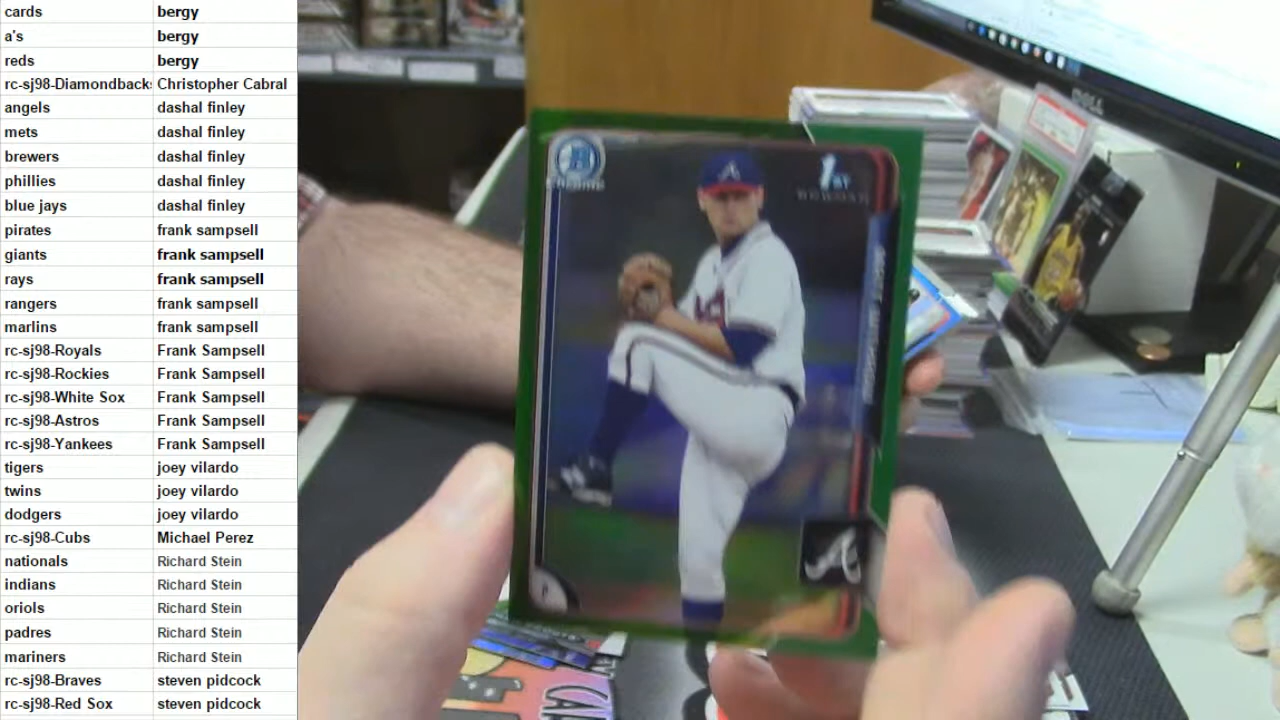 cards bergy
a's bergy
reds bergy
rc-sj98-Diamondbacks Christopher Cabral
angels dashal finley
mets dashal finley
brewers dashal finley
phillies dashal finley
blue jays dashal finley
pirates frank sampsell
giants frank sampsell
rays frank sampsell
rangers frank sampsell
marlins frank sampsell
rc-sj98-Royals Frank Sampsell
rc-sj98-Rockies Frank Sampsell
rc-sj98-White Sox Frank Sampsell
rc-sj98-Astros Frank Sampsell
rc-sj98-Yankees Frank Sampsell
tigers joey vilardo
twins joey vilardo
dodgers joey vilardo
rc-sj98-Cubs Michael Perez
nationals Richard Stein
indians Richard Stein
oriols Richard Stein
padres Richard Stein
mariners Richard Stein
rc-sj98-Braves steven pidcock
rc-sj98-Red Sox steven pidcock
B
CHROME
1ST
BOWMAN
A
P
DELL